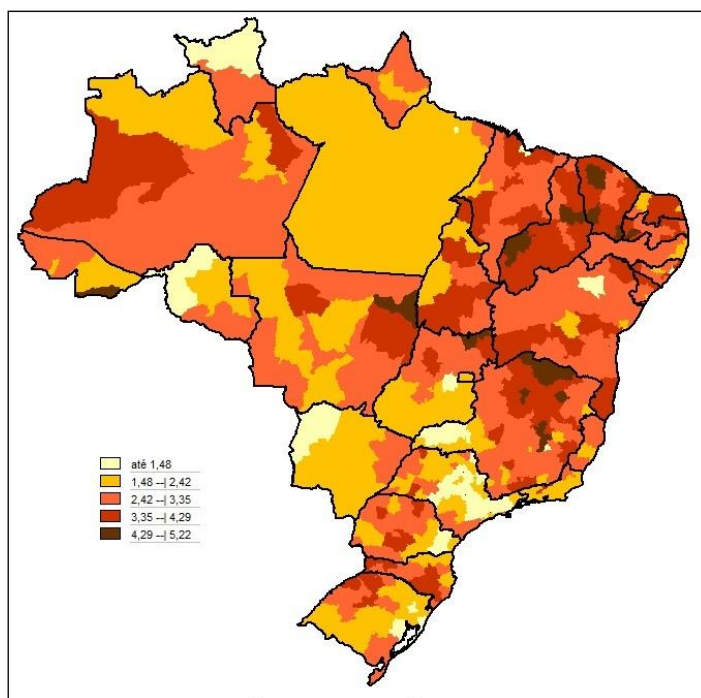 até 1,48
1,48 --| 2,42
2,42 --| 3,35
3,35 --| 4,29
4,29 --| 5,22